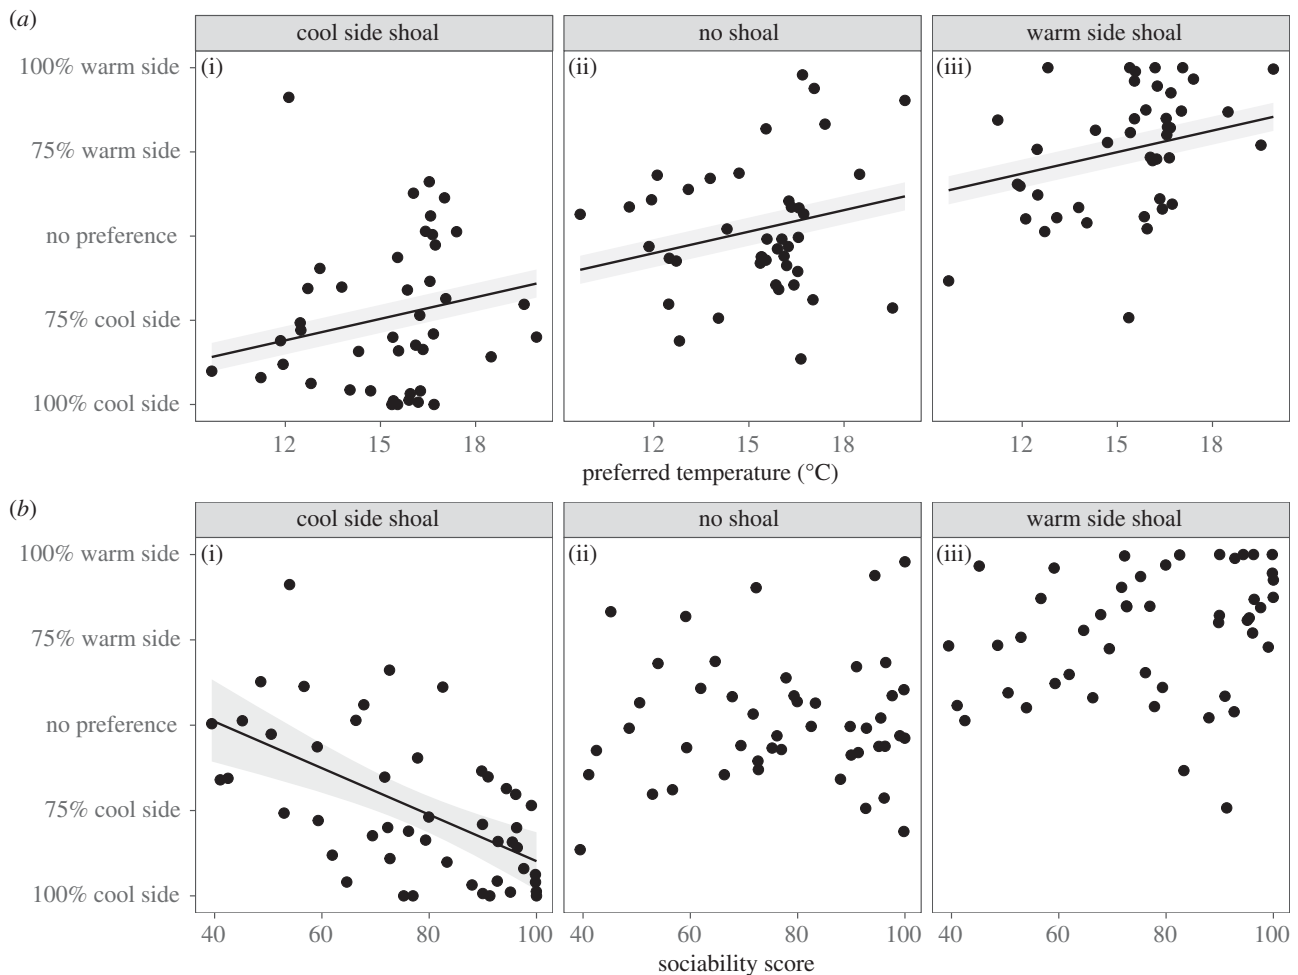 (a)
cool side shoal no shoal warm side shoal
100% warm side (i) (ii) (iii)
75% warm side
no preference
75% cool side
100% cool side
12 15 18 12 15 18 12 15 18
preferred temperature (°C)
(b)
cool side shoal no shoal warm side shoal
100% warm side (i) (ii) (iii)
75% warm side
no preference
75% cool side
100% cool side
40 60 80 100 40 60 80 100 40 60 80 100
sociability score